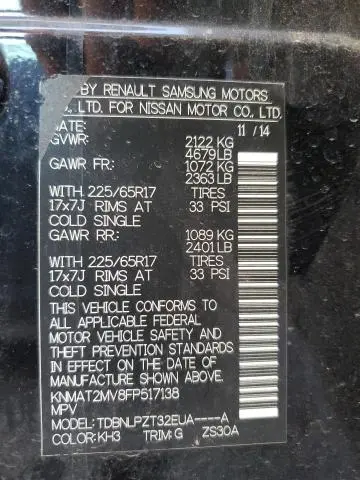 BY RENAULT SAMSUNG MOTORS
LTD. FOR NISSAN MOTOR CO., LTD.
DATE: 11 / 14
GVWR: 2122 KG
4679 LB
GAWR FR: 1072 KG
2363 LB
WITH 225/65R17 TIRES
17x7J RIMS AT 33 PSI
COLD SINGLE
GAWR RR: 1089 KG
2401 LB
WITH 225/65R17 TIRES
17x7J RIMS AT 33 PSI
COLD SINGLE
THIS VEHICLE CONFORMS TO
ALL APPLICABLE FEDERAL
MOTOR VEHICLE SAFETY AND
THEFT PREVENTION STANDARDS
IN EFFECT ON THE DATE OF
MANUFACTURE SHOWN ABOVE.
KNMAT2MV8FP517138
MPV
MODEL: TDBNLPZT32EUA----A
COLOR: KH3 TRIM: G ZS30A